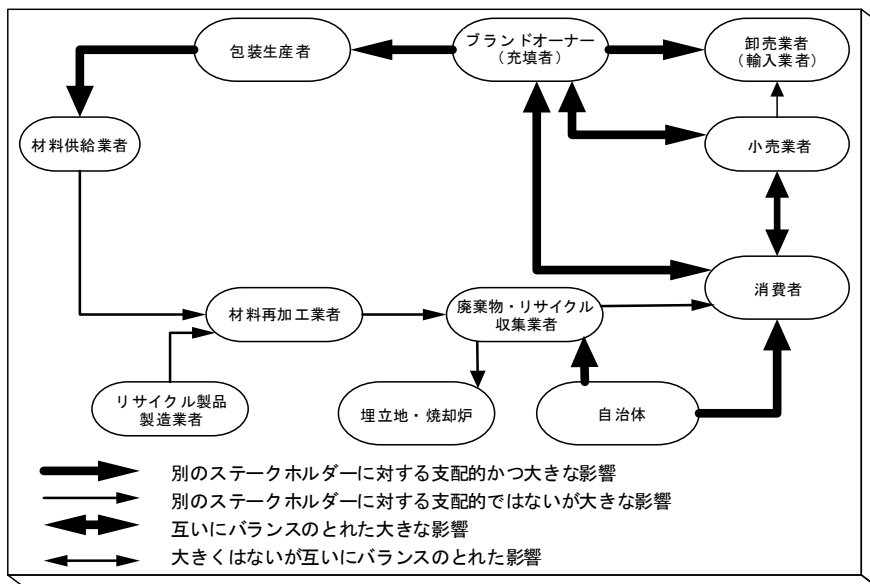 包装生産者
ブランドオーナー
（充填者）
卸売業者
（輸入業者）
材料供給業者
小売業者
消費者
材料再加工業者
廃棄物・リサイクル
収集業者
リサイクル製品
製造業者
埋立地・焼却炉
自治体
別のステークホルダーに対する支配的かつ大きな影響
別のステークホルダーに対する支配的ではないが大きな影響
互いにバランスのとれた大きな影響
大きくはないが互いにバランスのとれた影響